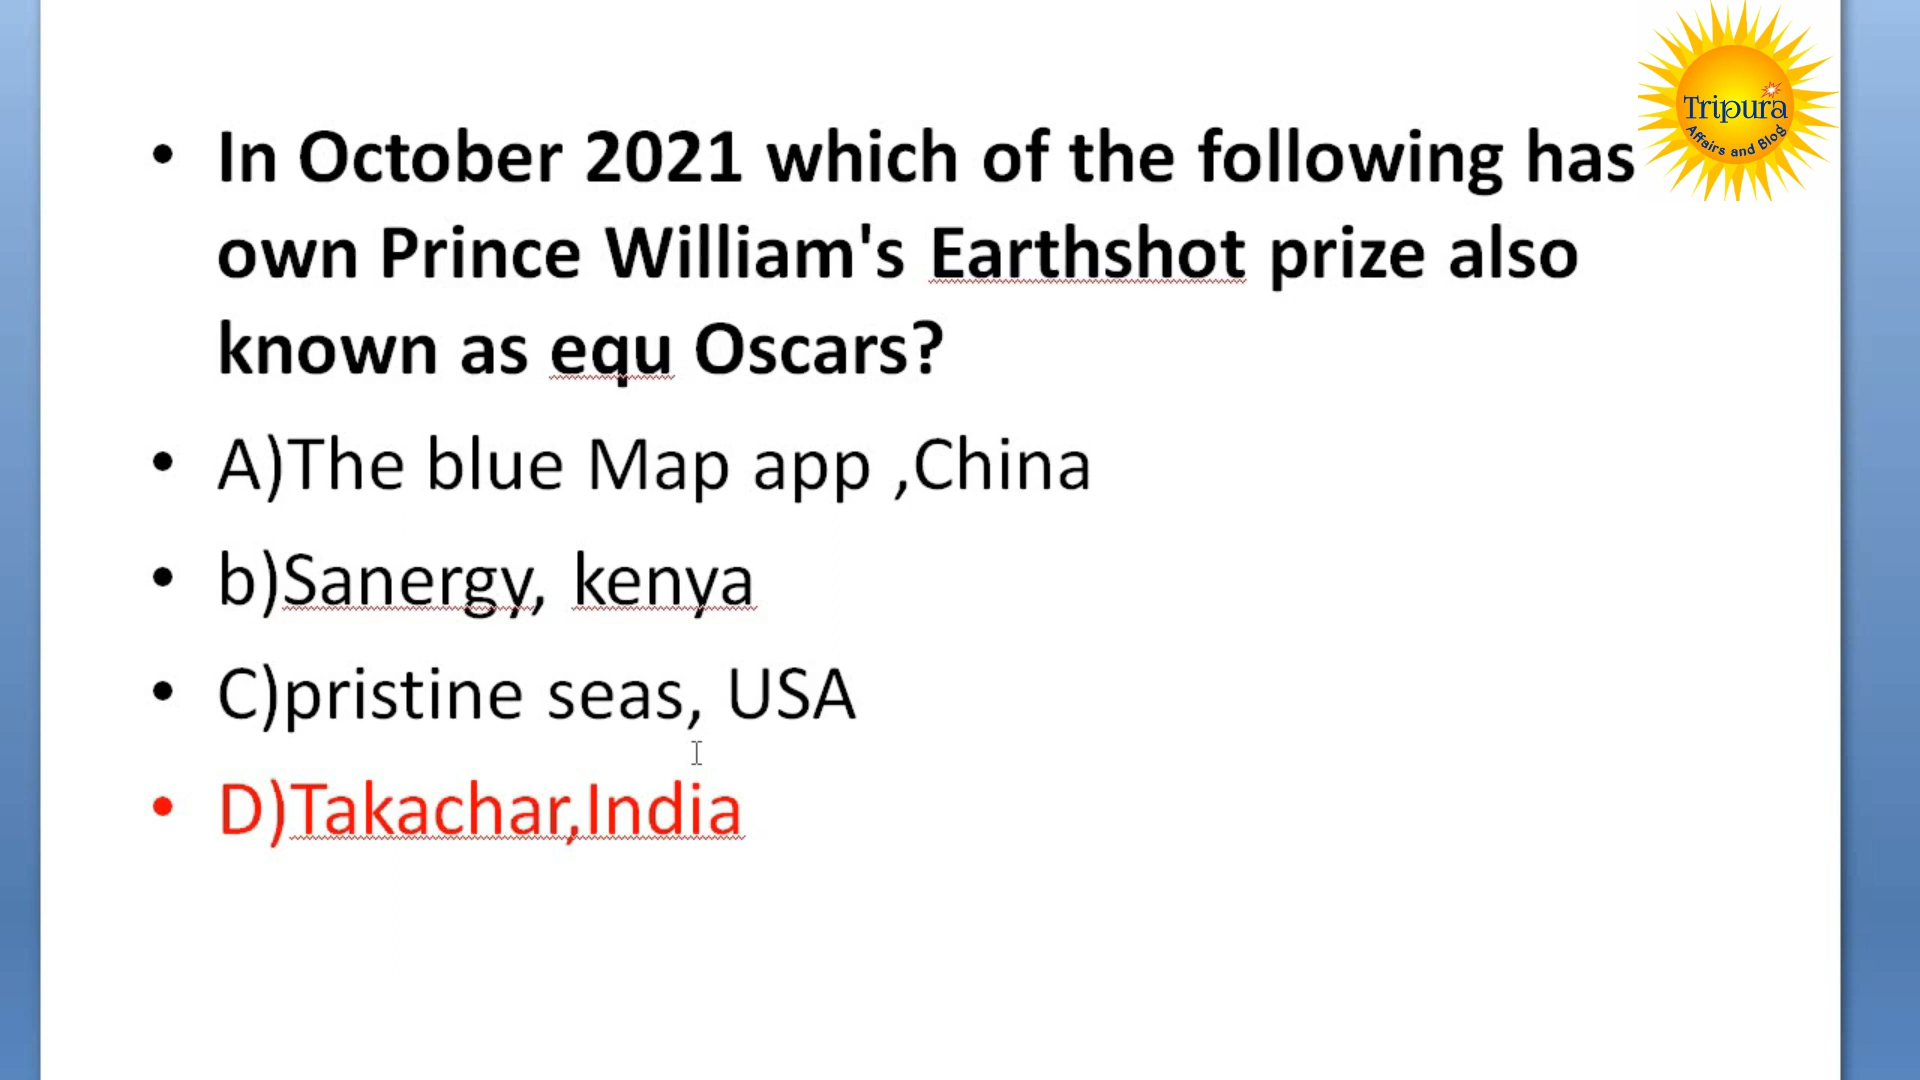 Tripura
Affairs and Blog
• In October 2021 which of the following has
own Prince William's Earthshot prize also
known as equ Oscars?
• A)The blue Map app ,China
• b)Sanergy, kenya
• C)pristine seas, USA
• D)Takachar,India